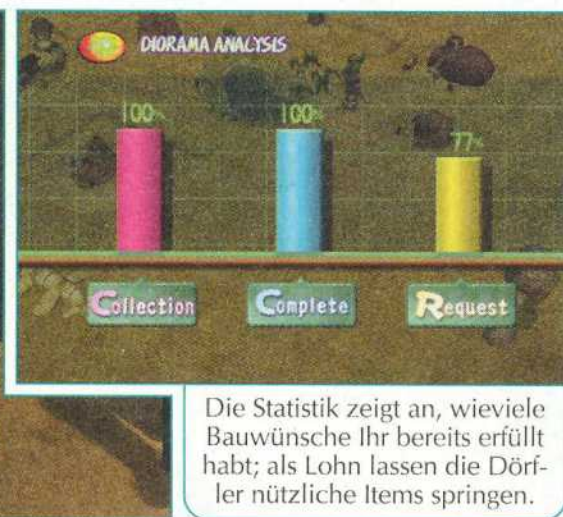 DIORAMA ANALYSIS
100% 100% 77%
Collection Complete Request
Die Statistik zeigt an, wieviele
Bauwünsche Ihr bereits erfüllt
habt; als Lohn lassen die Dörf-
ler nützliche Items springen.